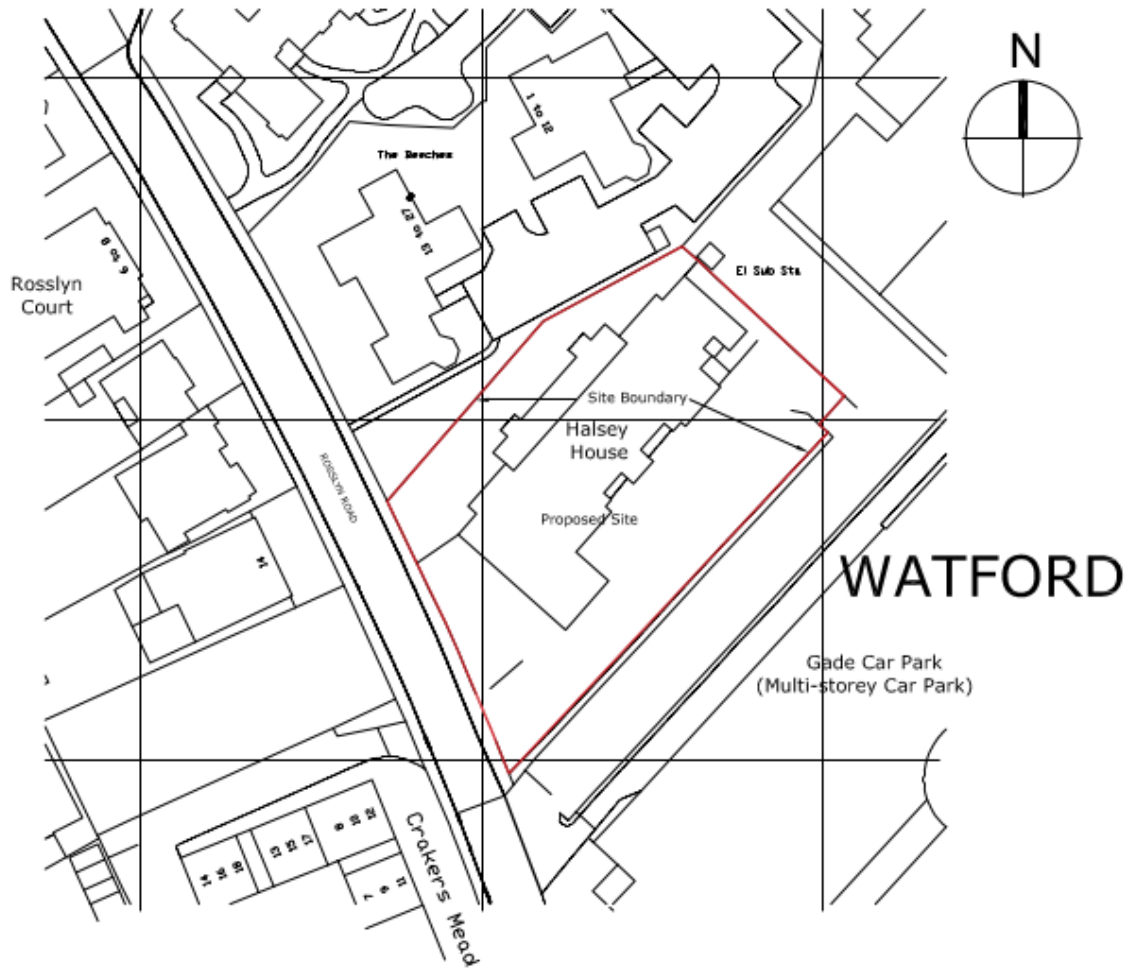 N
1 to 12
The Beeches
13 to 27
6 to 8
Rosslyn
Court
El Sub Sta
Site Boundary
Halsey
House
ROSSLYN ROAD
Proposed Site
14
WATFORD
Gade Car Park
(Multi-storey Car Park)
Crakers Mead
12
10
8
17
15
13
18
16
14
11
9
7